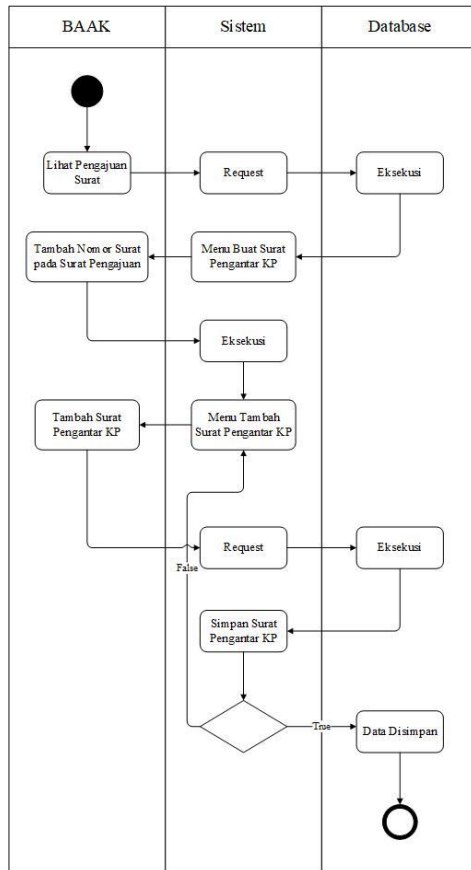 BAAK
Sistem
Database
Lihat Pengajuan
Surat
Request
Eksekusi
Tambah Nomor Surat
pada Surat Pengajuan
Menu Buat Surat
Pengantar KP
Eksekusi
Tambah Surat
Pengantar KP
Menu Tambah
Surat Pengantar KP
Request
Eksekusi
False
Simpan Surat
Pengantar KP
True
Data Disimpan